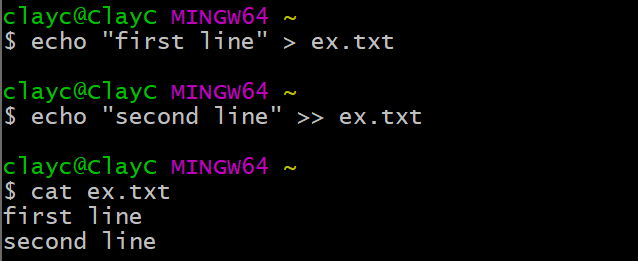 clayc@ClayC MINGW64 ~
$ echo "first line" > ex.txt
clayc@ClayC MINGW64 ~
$ echo "second line" >> ex.txt
clayc@ClayC MINGW64 ~
$ cat ex.txt
first line
second line